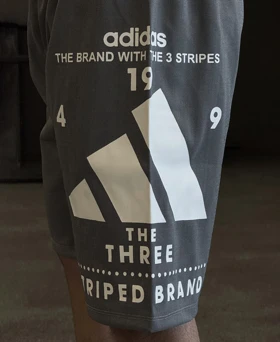 adidas
THE BRAND WITH THE 3 STRIPES
19
4 9
THE
THREE
TRIPED BRAND